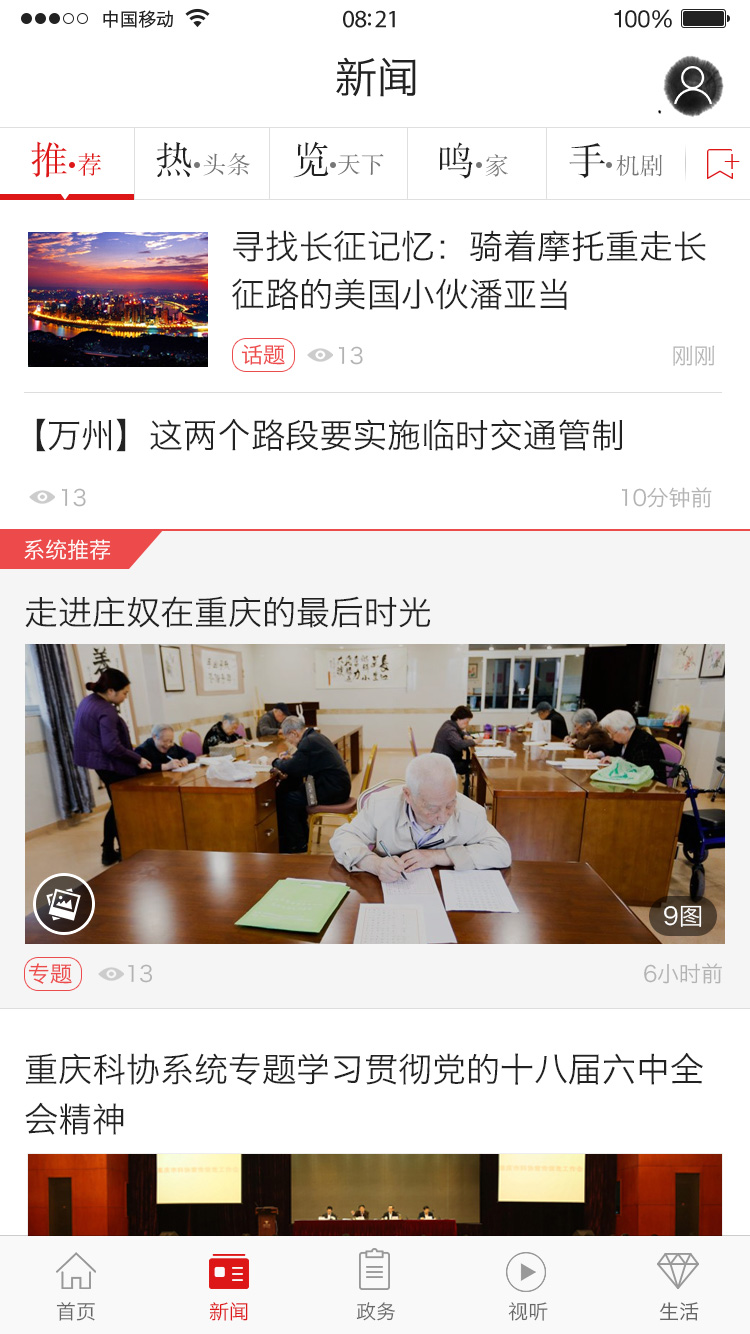 中国移动 08:21 100%
新闻
推·荐 热·头条 览·天下 鸣·家 手·机剧
寻找长征记忆：骑着摩托重走长
征路的美国小伙潘亚当
话题 13 刚刚
【万州】这两个路段要实施临时交通管制
13 10分钟前
系统推荐
走进庄奴在重庆的最后时光
9图
专题 13 6小时前
重庆科协系统专题学习贯彻党的十八届六中全
会精神
首页 新闻 政务 视听 生活